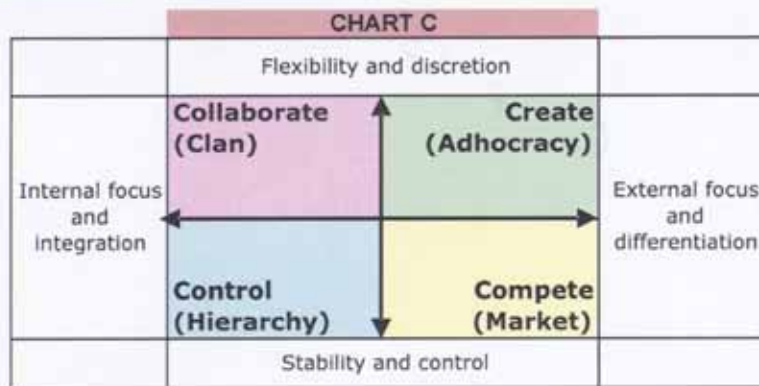 CHART C
Flexibility and discretion
Collaborate
(Clan)
Create
(Adhocracy)
Internal focus
and
integration
External focus
and
differentiation
Control
(Hierarchy)
Compete
(Market)
Stability and control